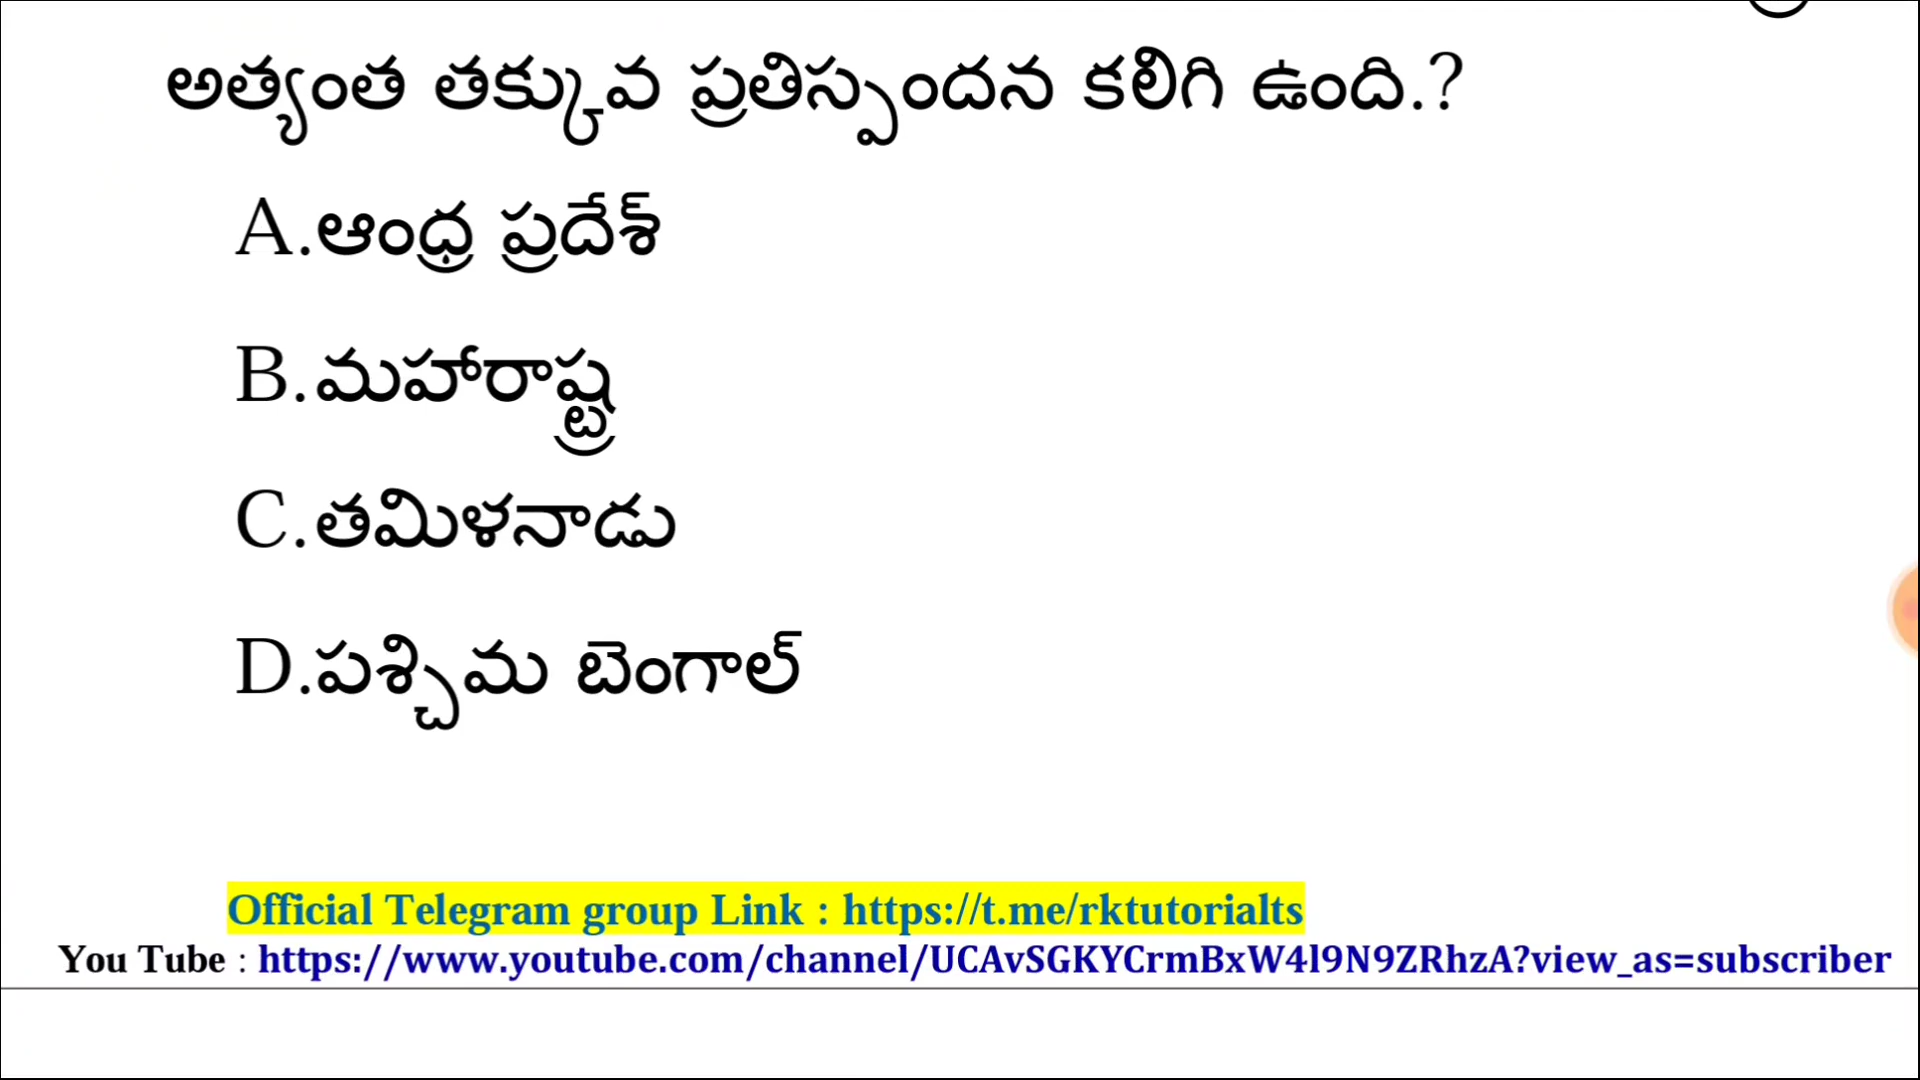 అత్యంత తక్కువ ప్రతిస్పందన కలిగి ఉంది.?
A.ఆంధ్ర ప్రదేశ్
B.మహారాష్ట్ర
C.తమిళనాడు
D.పశ్చిమ బెంగాల్
Official Telegram group Link : https://t.me/rktutorialts
You Tube : https://www.youtube.com/channel/UCAvSGKYCrmBxW4l9N9ZRhzA?view_as=subscriber